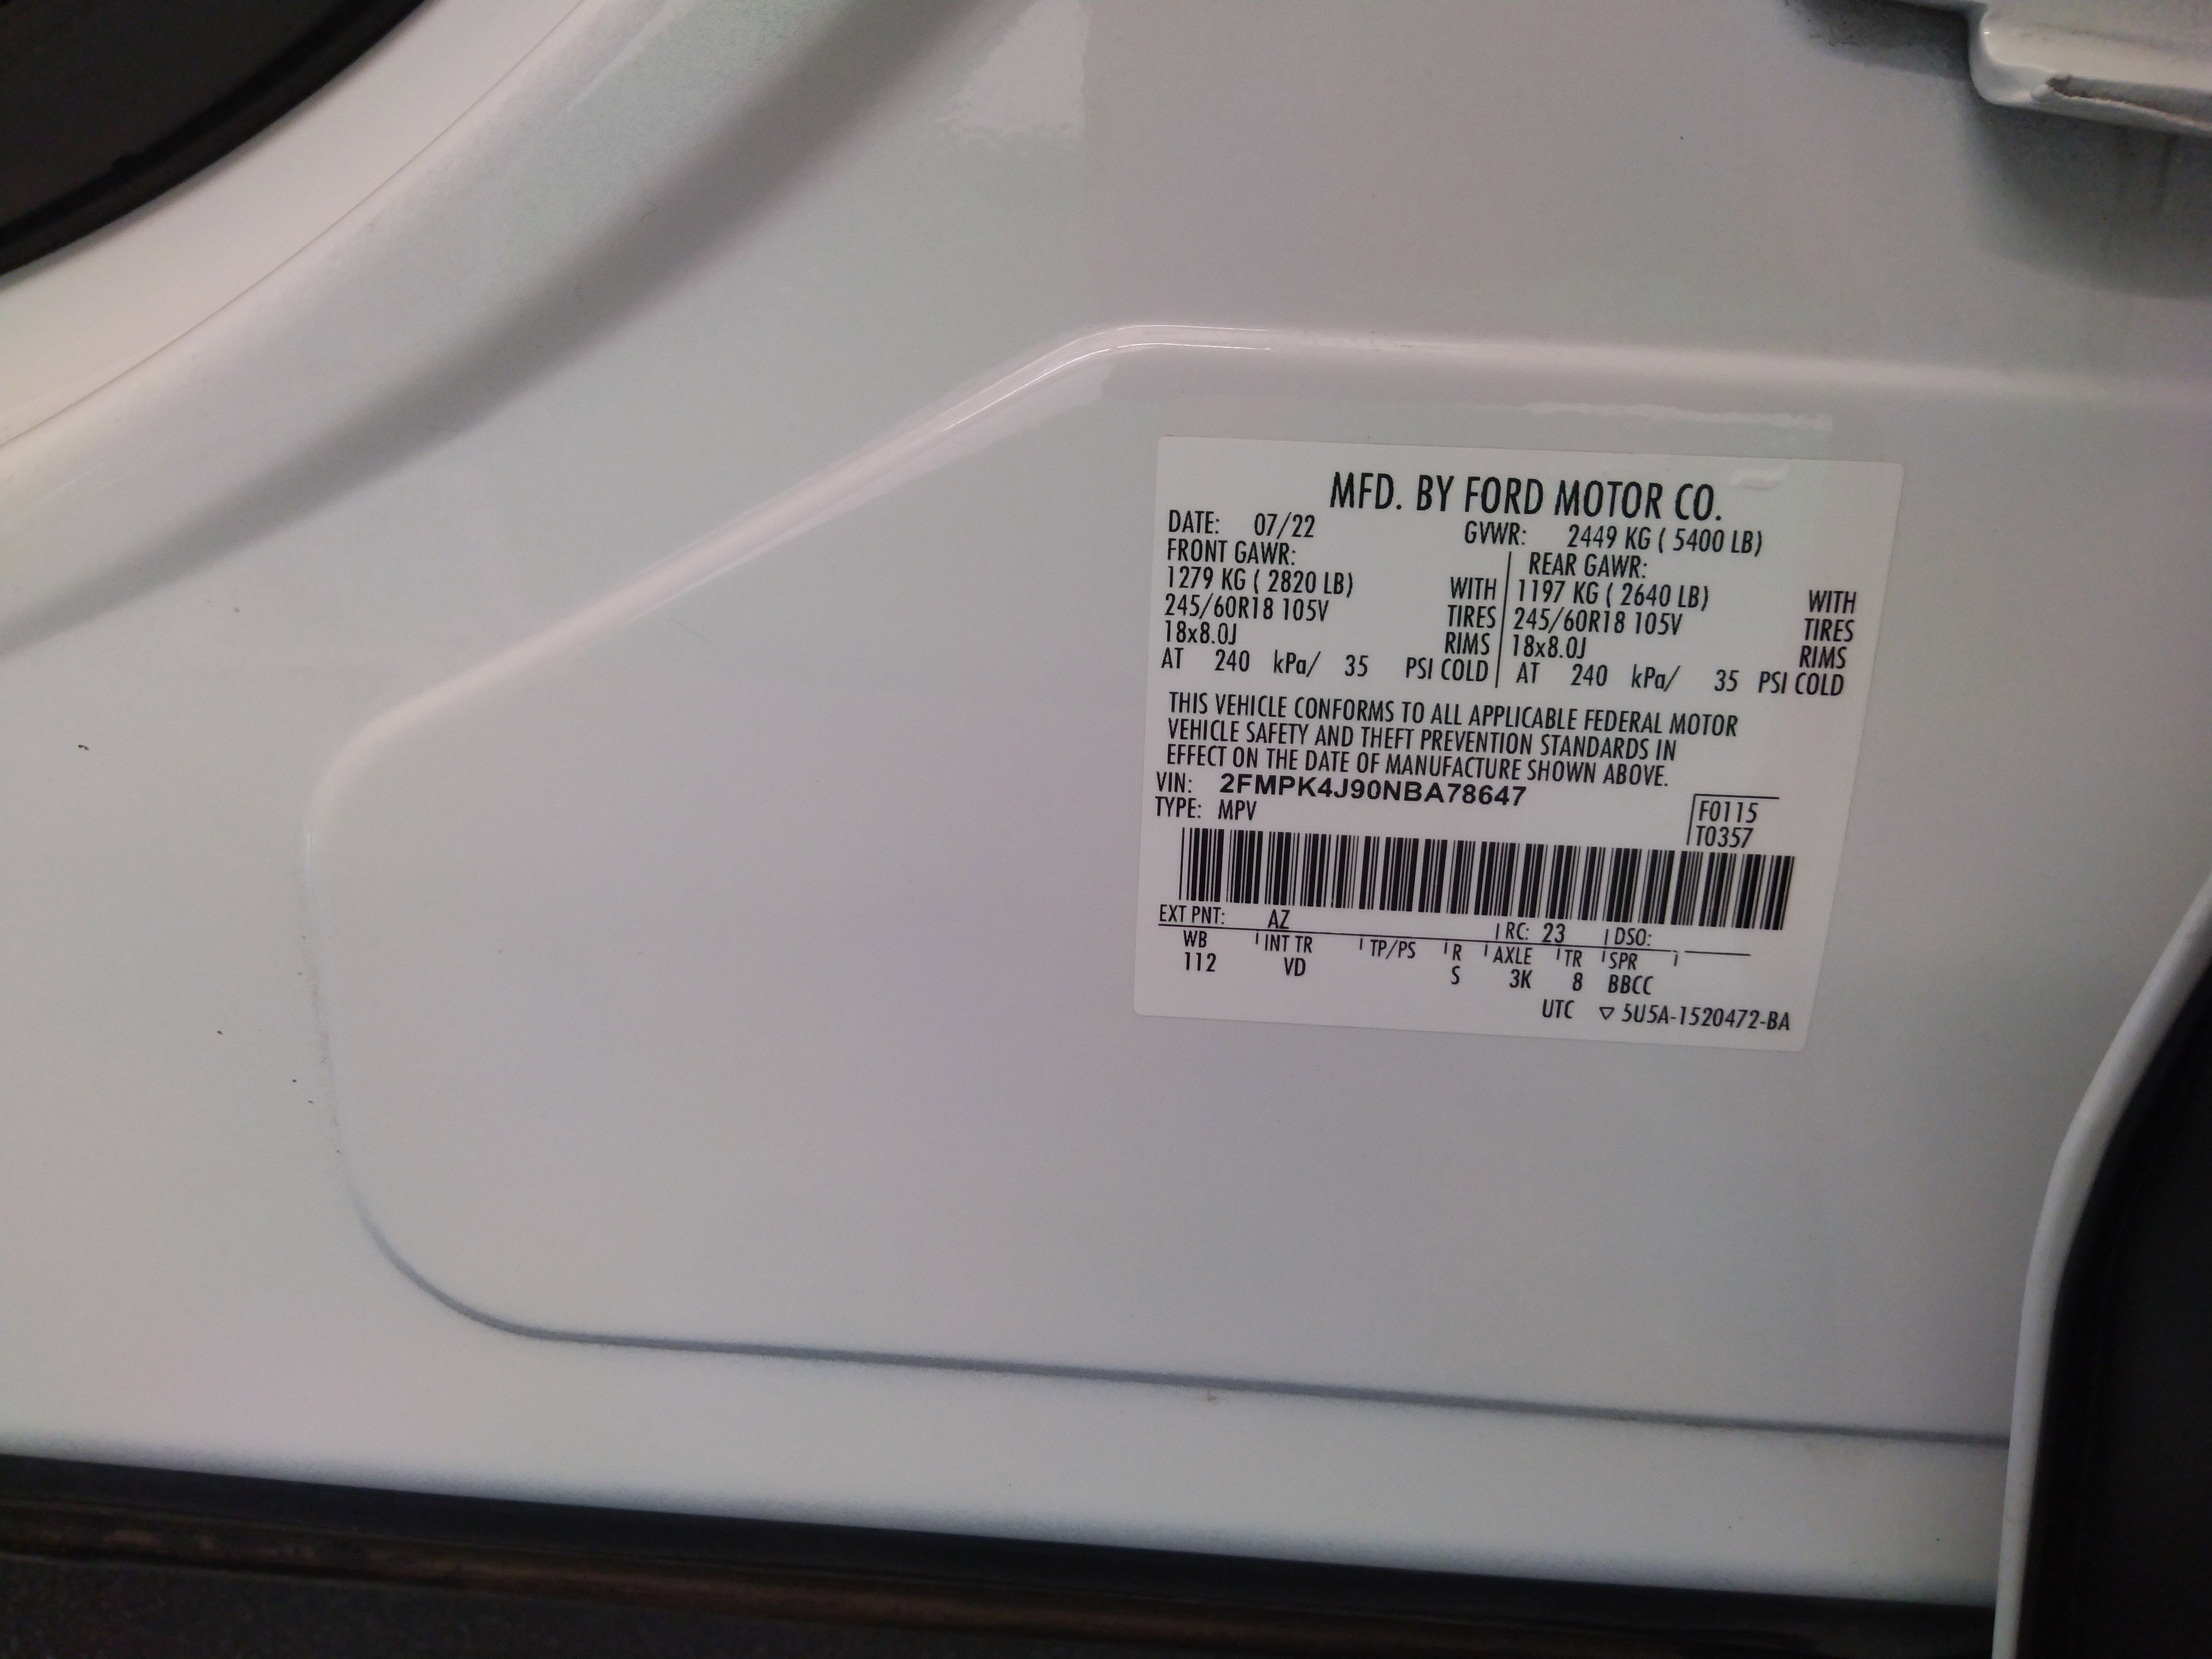 MFD. BY FORD MOTOR CO.
DATE: 07/22 GVWR: 2449 KG ( 5400 LB)
FRONT GAWR: REAR GAWR:
1279 KG ( 2820 LB) WITH 1197 KG ( 2640 LB) WITH
245/60R18 105V TIRES 245/60R18 105V TIRES
18x8.0J RIMS 18x8.0J RIMS
AT 240 kPa/ 35 PSI COLD AT 240 kPa/ 35 PSI COLD
THIS VEHICLE CONFORMS TO ALL APPLICABLE FEDERAL MOTOR
VEHICLE SAFETY AND THEFT PREVENTION STANDARDS IN
EFFECT ON THE DATE OF MANUFACTURE SHOWN ABOVE.
VIN: 2FMPK4J90NBA78647
TYPE: MPV F0115
T0357
EXT PNT: AZ RC: 23 DSO:
WB INT TR TP/PS R AXLE TR SPR
112 VD S 3K 8 BBCC
UTC ▽ 5U5A-1520472-BA